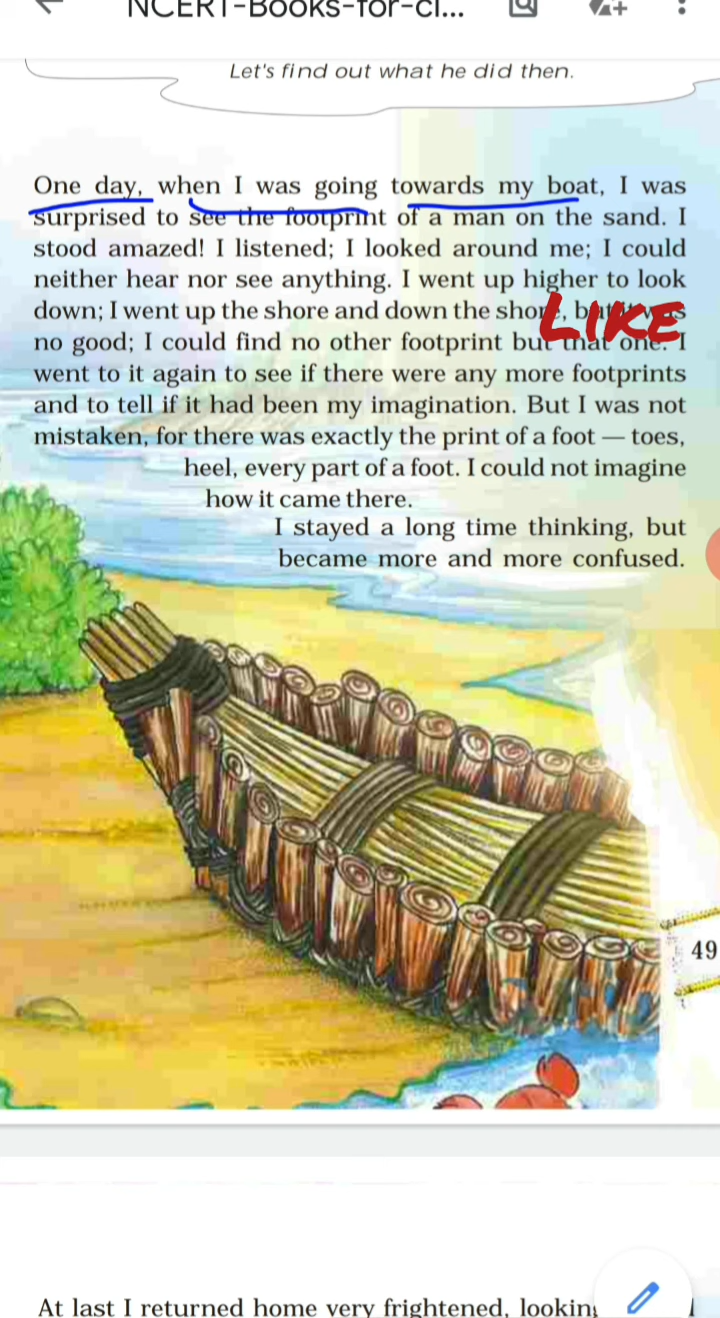 NCERT-Books-for-cl...
Let's find out what he did then.
One day, when I was going towards my boat, I was
surprised to see the footprint of a man on the sand. I
stood amazed! I listened; I looked around me; I could
neither hear nor see anything. I went up higher to look
down; I went up the shore and down the shore, but it was
LIKE
no good; I could find no other footprint but that one. I
went to it again to see if there were any more footprints
and to tell if it had been my imagination. But I was not
mistaken, for there was exactly the print of a foot — toes,
heel, every part of a foot. I could not imagine
how it came there.
I stayed a long time thinking, but
became more and more confused.
49
At last I returned home very frightened, looking